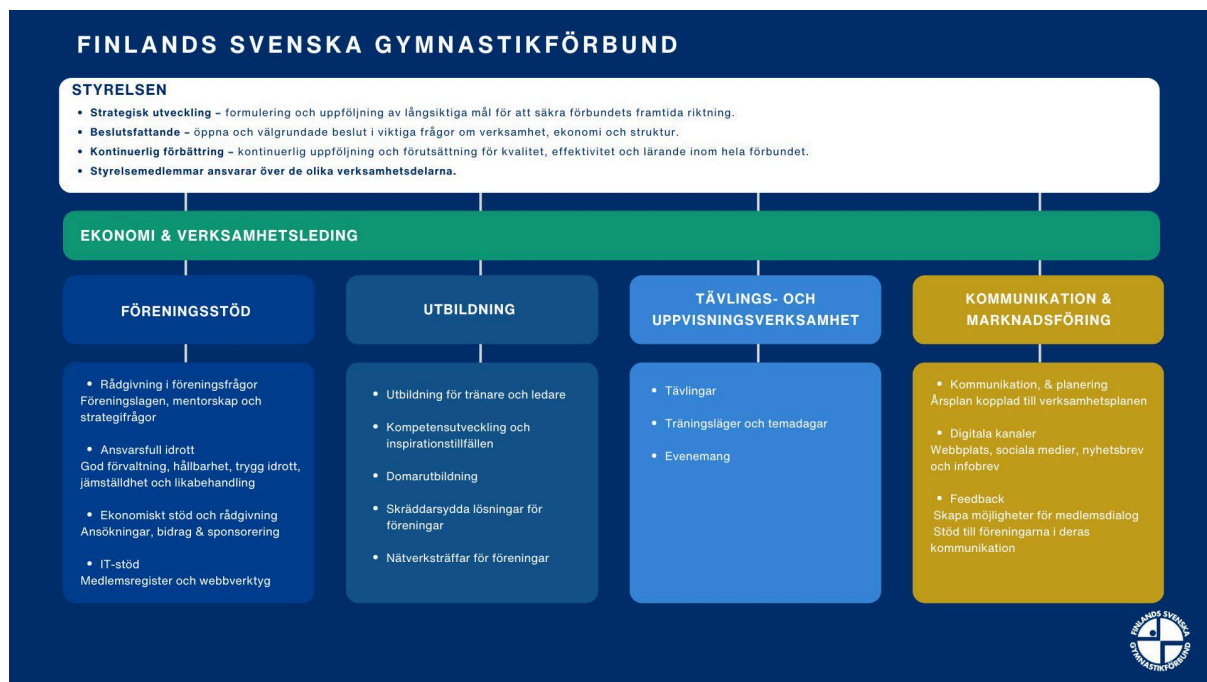 FINLANDS SVENSKA GYMNASTIKFÖRBUND
STYRELSEN
• Strategisk utveckling – formulering och uppföljning av långsiktiga mål för att säkra förbundets framtida riktning.
• Beslutsfattande – öppna och välgrundade beslut i viktiga frågor om verksamhet, ekonomi och struktur.
• Kontinuerlig förbättring – kontinuerlig uppföljning och förutsättning för kvalitet, effektivitet och lärande inom hela förbundet.
• Styrelsemedlemmar ansvarar över de olika verksamhetsdelarna.
EKONOMI & VERKSAMHETSLEDING
FÖRENINGSSTÖD
• Rådgivning i föreningsfrågor
Föreningslagen, mentorskap och
strategifrågor
• Ansvarsfull idrott
God förvaltning, hållbarhet, trygg idrott,
jämställdhet och likabehandling
• Ekonomiskt stöd och rådgivning
Ansökningar, bidrag & sponsorering
• IT-stöd
Medlemsregister och webbverktyg
UTBILDNING
• Utbildning för tränare och ledare
• Kompetensutveckling och
inspirationstillfällen
• Domarutbildning
• Skräddarsydda lösningar för
föreningar
• Nätverksträffar för föreningar
TÄVLINGS- OCH
UPPVISNINGSVERKSAMHET
• Tävlingar
• Träningsläger och temadagar
• Evenemang
KOMMUNIKATION &
MARKNADSFÖRING
• Kommunikation, & planering
Årsplan kopplad till verksamhetsplanen
• Digitala kanaler
Webbplats, sociala medier, nyhetsbrev
och infobrev
• Feedback
Skapa möjligheter för medlemsdialog
Stöd till föreningarna i deras
kommunikation
FINLANDS SVENSKA
GYMNASTIKFÖRBUND